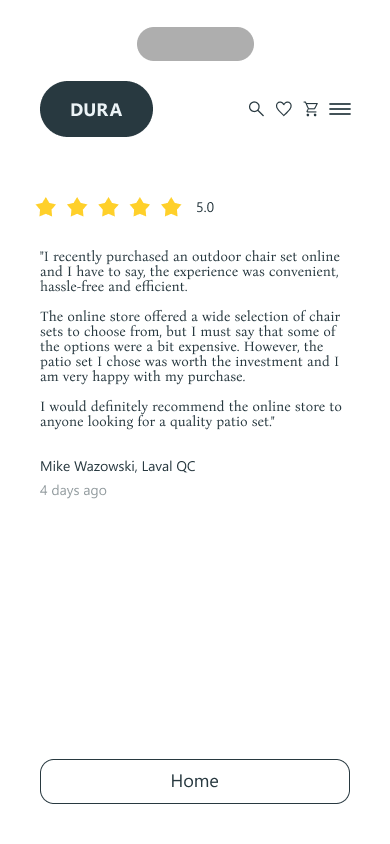 DURA
5.0
"I recently purchased an outdoor chair set online
and I have to say, the experience was convenient,
hassle-free and efficient.
The online store offered a wide selection of chair
sets to choose from, but I must say that some of
the options were a bit expensive. However, the
patio set I chose was worth the investment and I
am very happy with my purchase.
I would definitely recommend the online store to
anyone looking for a quality patio set."
Mike Wazowski, Laval QC
4 days ago
Home